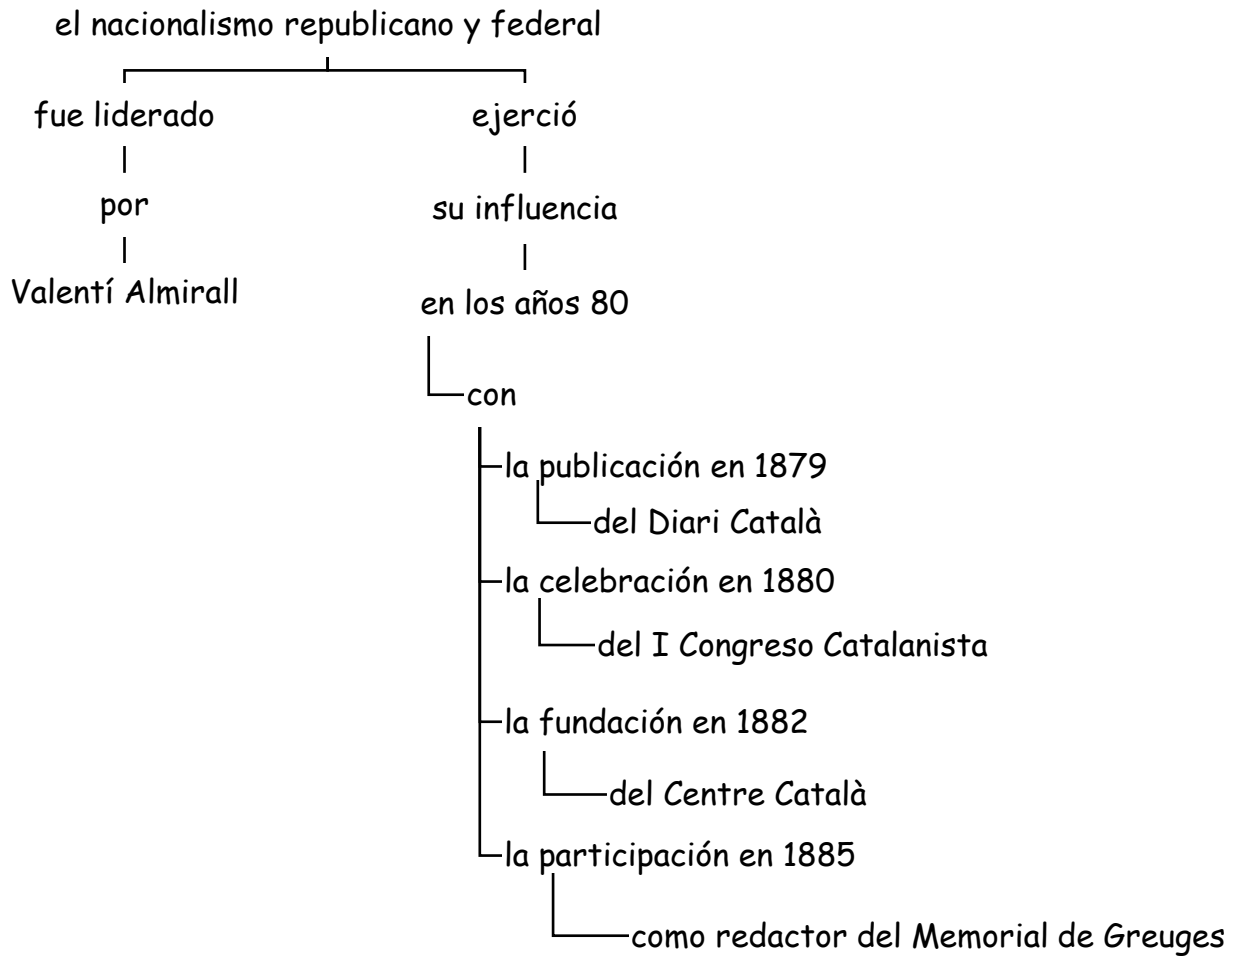 el nacionalismo republicano y federal
fue liderado
por
Valentí Almirall
ejerció
su influencia
en los años 80
con
la publicación en 1879
del Diari Català
la celebración en 1880
del I Congreso Catalanista
la fundación en 1882
del Centre Català
la participación en 1885
como redactor del Memorial de Greuges